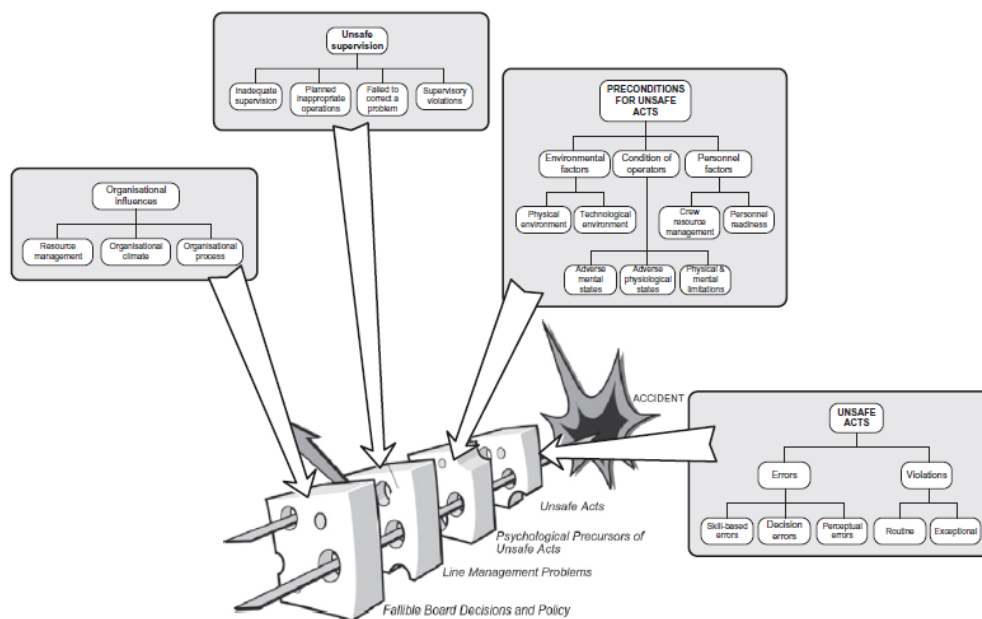 Unsafe
supervision
Inadequate
supervision
Planned
inappropriate
operations
Failed to
correct a
problem
Supervisory
violations
PRECONDITIONS
FOR UNSAFE
ACTS
Environmental
factors
Condition of
operators
Personnel
factors
Physical
environment
Technological
environment
Crew
resource
management
Personnel
readiness
Adverse
mental
states
Adverse
physiological
states
Physical &
mental
limitations
Organisational
influences
Resource
management
Organisational
climate
Organisational
process
ACCIDENT
UNSAFE
ACTS
Errors
Violations
Skill-based
errors
Decision
errors
Perceptual
errors
Routine
Exceptional
Unsafe Acts
Psychological Precursors of
Unsafe Acts
Line Management Problems
Fallible Board Decisions and Policy